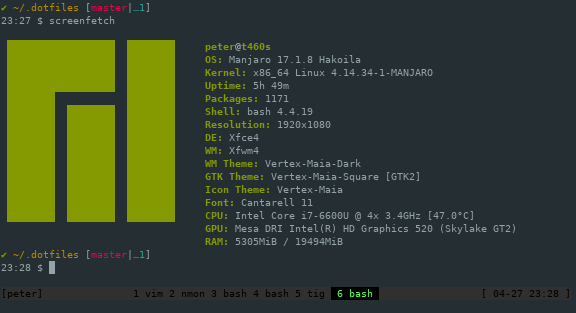 ✔ ~/.dotfiles [master|…1]
23:27 $ screenfetch
peter@t460s
OS: Manjaro 17.1.8 Hakoila
Kernel: x86_64 Linux 4.14.34-1-MANJARO
Uptime: 5h 49m
Packages: 1171
Shell: bash 4.4.19
Resolution: 1920x1080
DE: Xfce4
WM: Xfwm4
WM Theme: Vertex-Maia-Dark
GTK Theme: Vertex-Maia-Square [GTK2]
Icon Theme: Vertex-Maia
Font: Cantarell 11
CPU: Intel Core i7-6600U @ 4x 3.4GHz [47.0°C]
GPU: Mesa DRI Intel(R) HD Graphics 520 (Skylake GT2)
RAM: 5305MiB / 19494MiB
✔ ~/.dotfiles [master|…1]
23:28 $
[peter] 1 vim 2 nmon 3 bash 4 bash 5 tig 6 bash [ 04-27 23:28 ]